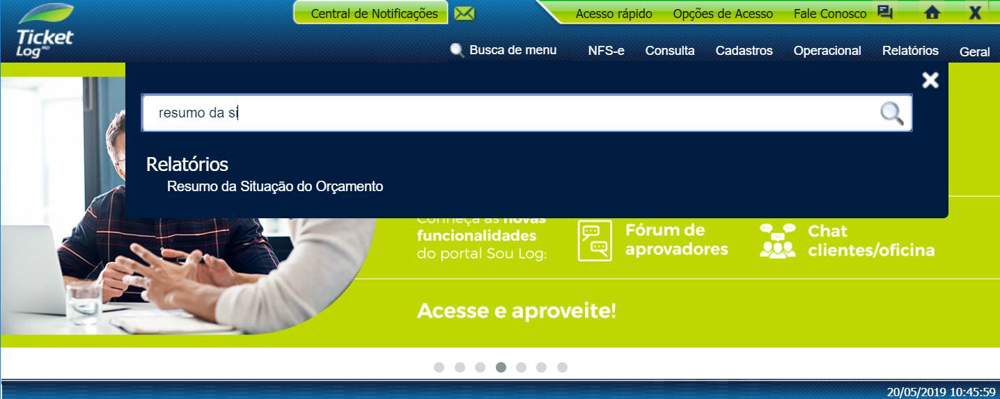 Central de Notificações
Acesso rápido Opções de Acesso Fale Conosco
Ticket
Log MD
Busca de menu NFS-e Consulta Cadastros Operacional Relatórios Geral
resumo da si
Relatórios
Resumo da Situação do Orçamento
Conheça as novas
funcionalidades
do portal Sou Log:
Fórum de
aprovadores
Chat
clientes/oficina
Acesse e aproveite!
20/05/2019 10:45:59